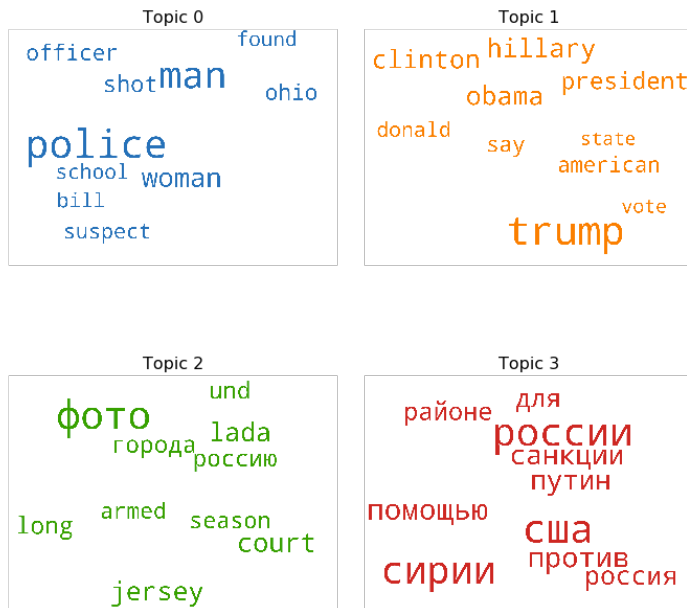 Topic 0
found
officer
shot man
ohio
police
school
woman
bill
suspect
Topic 1
hillary
clinton
president
obama
donald
state
say
american
vote
trump
Topic 2
und
фото
lada
города
россию
armed
long
season
court
jersey
Topic 3
для
районе
россии
санкции
путин
помощью
сша
против
сирии
россия